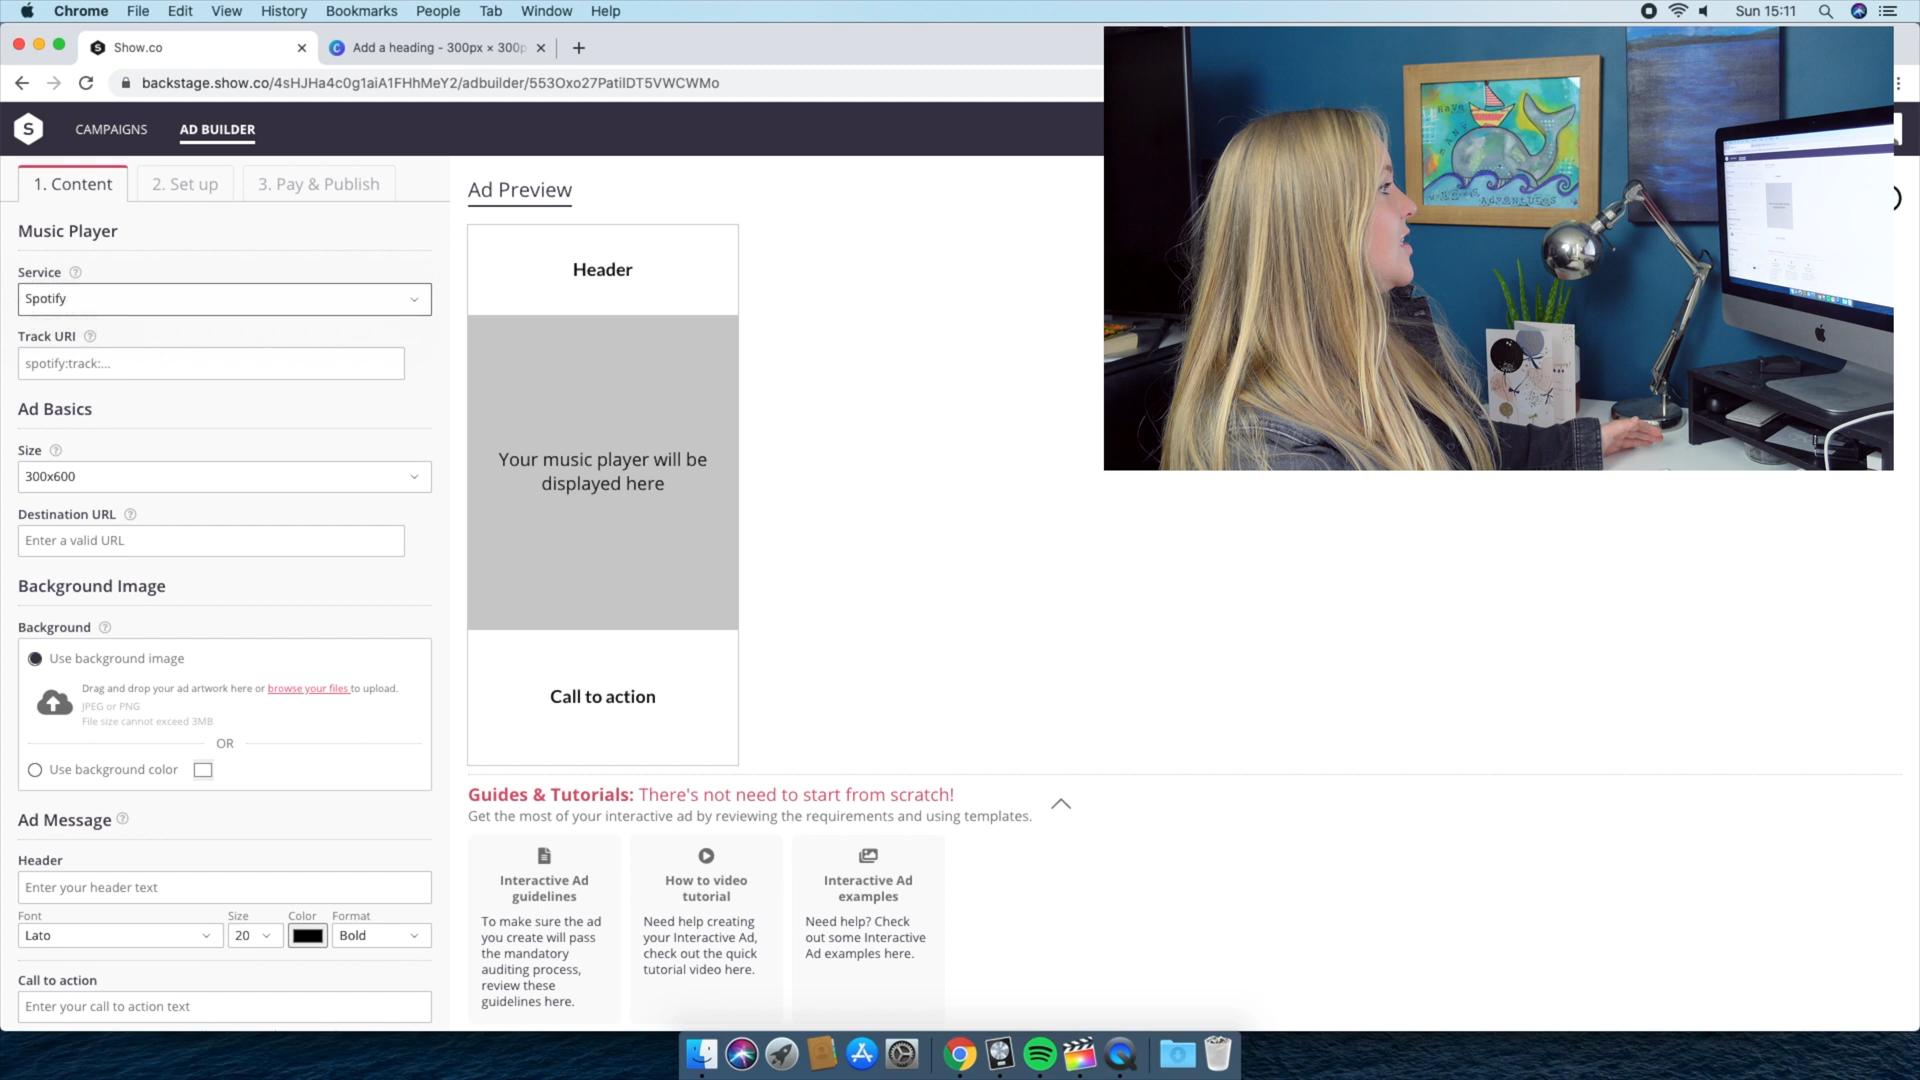 Chrome File Edit View History Bookmarks People Tab Window Help
Sun 15:11
Show.co
Add a heading - 300px × 300p
backstage.show.co/4sHJHa4c0g1aiA1FHhMeY2/adbuilder/553Oxo27PatilDT5VWCWMo
S
CAMPAIGNS
AD BUILDER
1. Content
2. Set up
3. Pay & Publish
Music Player
Service
Spotify
Track URI
spotify:track:...
Ad Basics
Size
300x600
Destination URL
Enter a valid URL
Background Image
Background
Use background image
Drag and drop your ad artwork here or browse your files to upload.
JPEG or PNG
File size cannot exceed 3MB
OR
Use background color
Ad Message
Header
Enter your header text
Font Size Color Format
Lato 20 Bold
Call to action
Enter your call to action text
Ad Preview
Header
Your music player will be
displayed here
Call to action
Guides & Tutorials: There's not need to start from scratch!
Get the most of your interactive ad by reviewing the requirements and using templates.
Interactive Ad
guidelines
To make sure the ad
you create will pass
the mandatory
auditing process,
review these
guidelines here.
How to video
tutorial
Need help creating
your Interactive Ad,
check out the quick
tutorial video here.
Interactive Ad
examples
Need help? Check
out some Interactive
Ad examples here.
Have
MANY
ADVENTURES